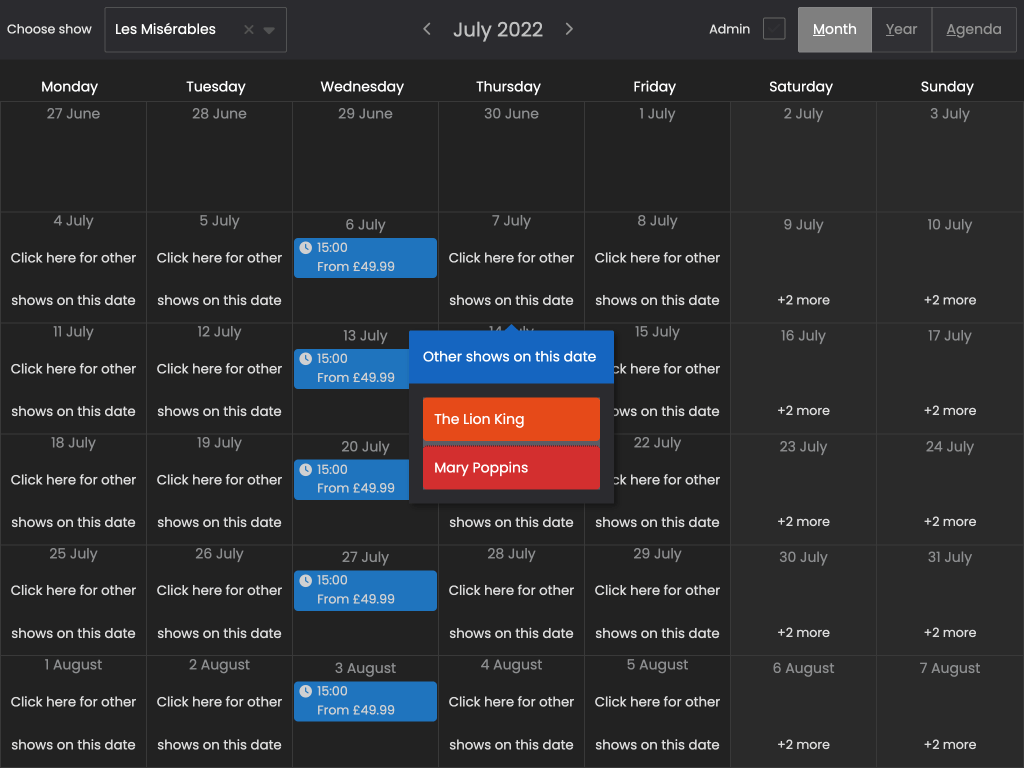 Choose show
Les Misérables
July 2022
Admin
Month
Year
Agenda
Monday
Tuesday
Wednesday
Thursday
Friday
Saturday
Sunday
27 June
28 June
29 June
30 June
1 July
2 July
3 July
4 July
Click here for other
shows on this date
5 July
Click here for other
shows on this date
6 July
15:00
From £49.99
7 July
Click here for other
shows on this date
8 July
Click here for other
shows on this date
9 July
+2 more
10 July
+2 more
11 July
Click here for other
shows on this date
12 July
Click here for other
shows on this date
13 July
15:00
From £49.99
14 July
Other shows on this date
The Lion King
Mary Poppins
15 July
here for other
on this date
16 July
+2 more
17 July
+2 more
18 July
Click here for other
shows on this date
19 July
Click here for other
shows on this date
20 July
15:00
From £49.99
shows on this date
22 July
here for other
shows on this date
23 July
+2 more
24 July
+2 more
25 July
Click here for other
shows on this date
26 July
Click here for other
shows on this date
27 July
15:00
From £49.99
28 July
Click here for other
shows on this date
29 July
Click here for other
shows on this date
30 July
+2 more
31 July
+2 more
1 August
Click here for other
shows on this date
2 August
Click here for other
shows on this date
3 August
15:00
From £49.99
4 August
Click here for other
shows on this date
5 August
Click here for other
shows on this date
6 August
+2 more
7 August
+2 more